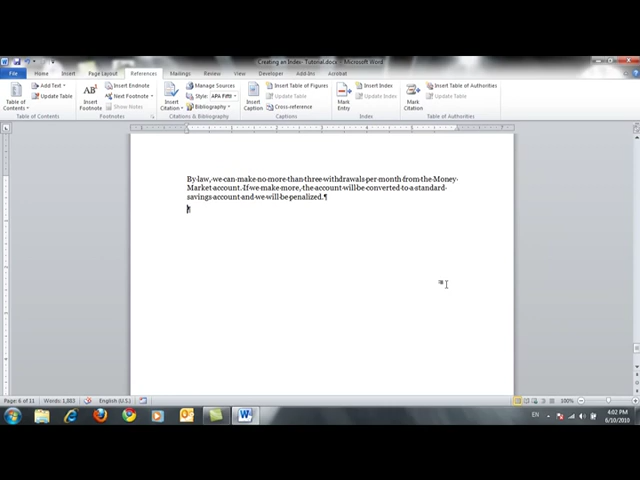 Creating an Index- Tutorial.docx - Microsoft Word
File Home Insert Page Layout References Mailings Review View Developer Add-Ins Acrobat
Table of Contents
Add Text
Update Table
Table of Contents
AB¹ Insert Footnote
Insert Endnote
Next Footnote
Show Notes
Footnotes
Insert Citation
Manage Sources
Style: APA Fifth
Bibliography
Citations & Bibliography
Insert Caption
Insert Table of Figures
Update Table
Cross-reference
Captions
Mark Entry
Insert Index
Update Index
Index
Mark Citation
Insert Table of Authorities
Update Table
Table of Authorities
By law, we can make no more than three withdrawals per month from the Money
Market account. If we make more, the account will be converted to a standard
savings account and we will be penalized.¶
¶
Page: 6 of 11 Words: 1,883 English (U.S.) 100%
EN 4:02 PM
6/10/2010